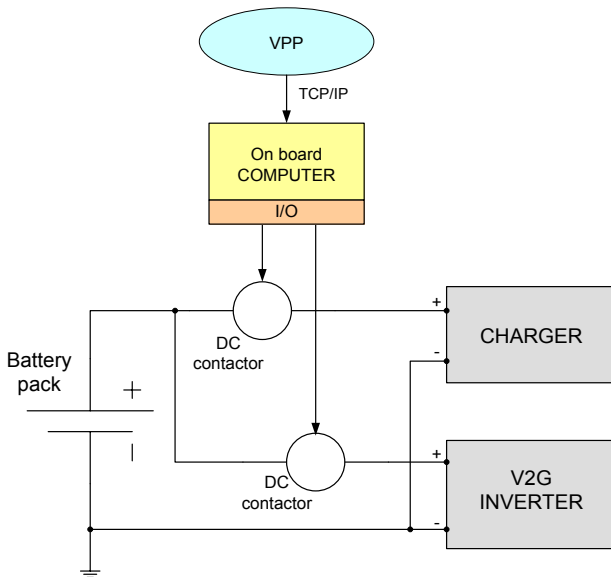 VPP
TCP/IP
On board
COMPUTER
I/O
+
DC
contactor
CHARGER
-
Battery
pack
+
-
+
DC
contactor
V2G
INVERTER
-